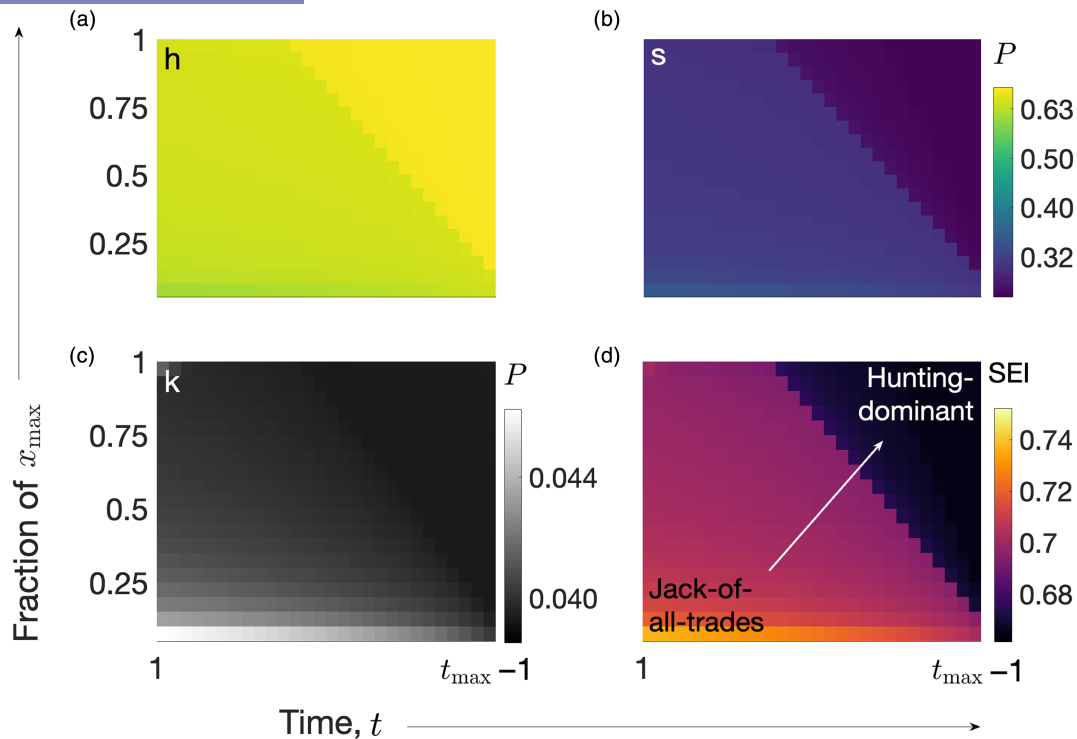 (a)
(b)
h
s
P
1
0.75
0.5
0.25
0.63
0.50
0.40
0.32
(c)
(d)
k
P
SEI
1
0.75
0.5
0.25
0.044
0.040
Hunting-
dominant
Jack-of-
all-trades
0.74
0.72
0.7
0.68
1
t_max −1
1
t_max −1
Fraction of x_max
Time, t